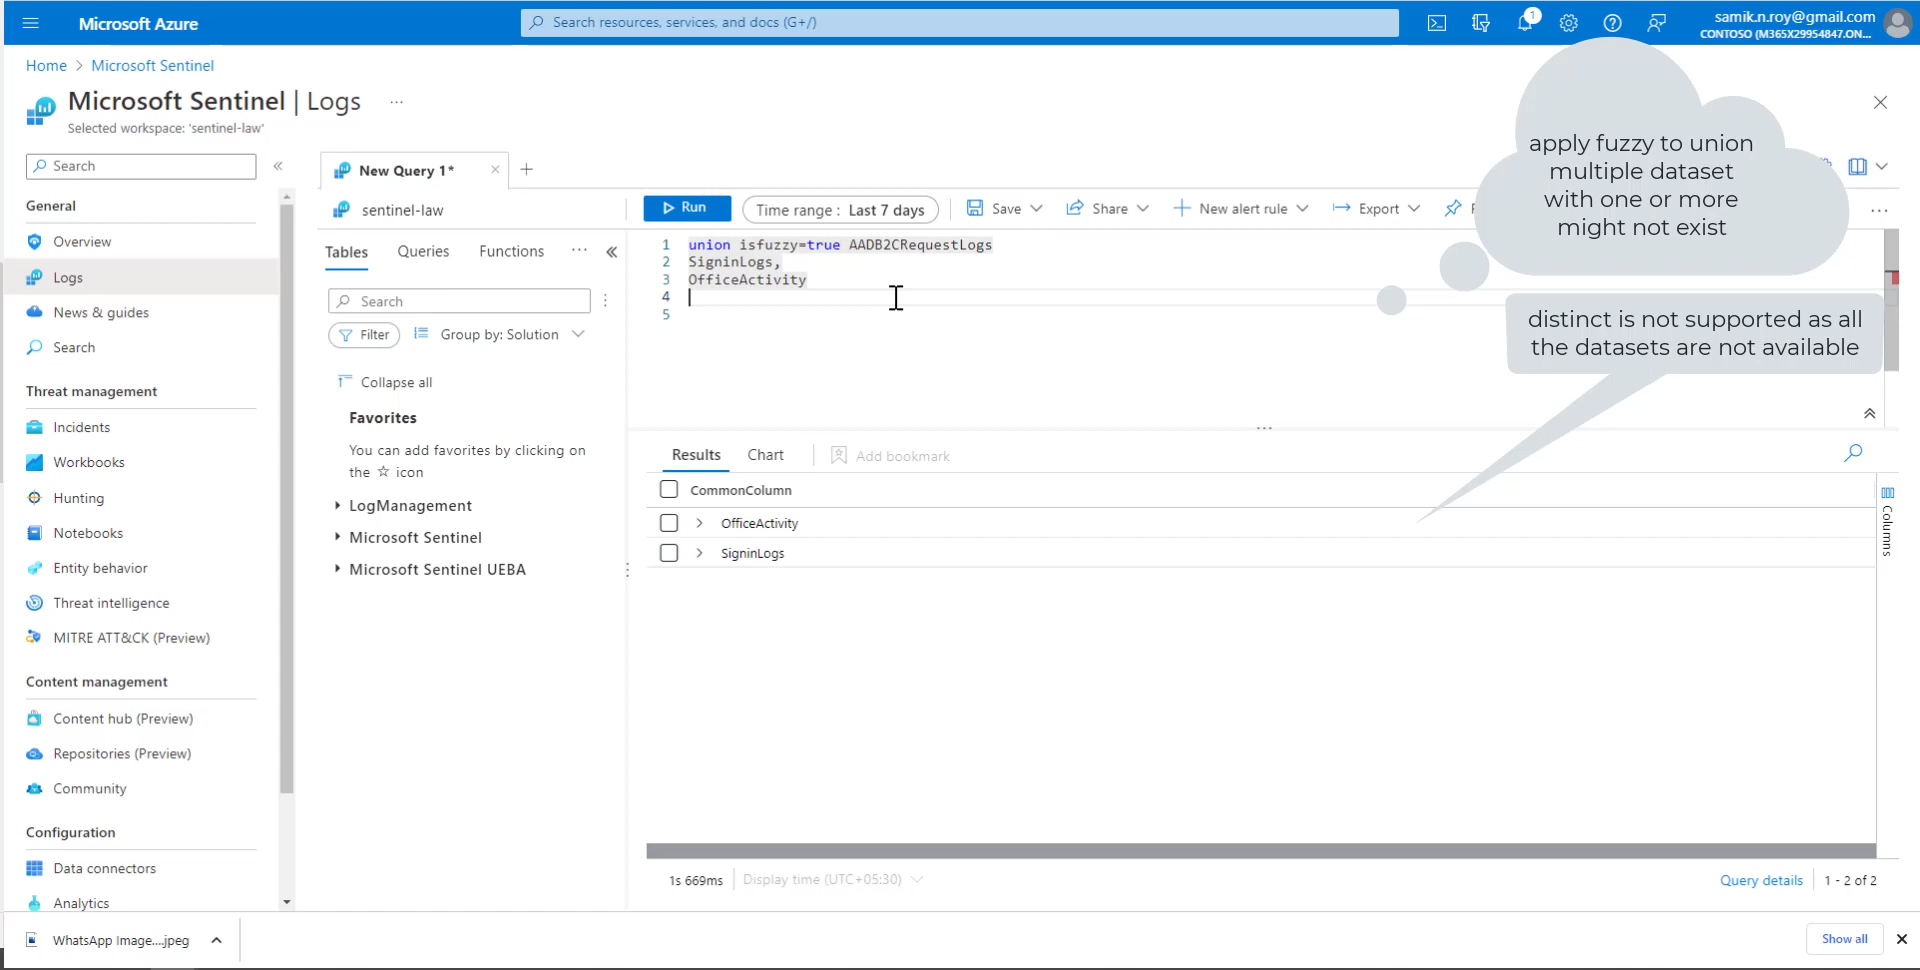 Microsoft Azure
Search resources, services, and docs (G+/)
1
samik.n.roy@gmail.com
CONTOSO (M365X29954847.ON...
Home > Microsoft Sentinel
Microsoft Sentinel | Logs ...
Selected workspace: 'sentinel-law'
Search
General
Overview
Logs
News & guides
Search
Threat management
Incidents
Workbooks
Hunting
Notebooks
Entity behavior
Threat intelligence
MITRE ATT&CK (Preview)
Content management
Content hub (Preview)
Repositories (Preview)
Community
Configuration
Data connectors
Analytics
New Query 1*
sentinel-law
Run
Time range : Last 7 days
Save
Share
New alert rule
Export
Tables
Queries
Functions
Search
Filter
Group by: Solution
Collapse all
Favorites
You can add favorites by clicking on
the ☆ icon
LogManagement
Microsoft Sentinel
Microsoft Sentinel UEBA
1 union isfuzzy=true AADB2CRequestLogs
2 SigninLogs,
3 OfficeActivity
4
5
apply fuzzy to union
multiple dataset
with one or more
might not exist
distinct is not supported as all
the datasets are not available
Results
Chart
Add bookmark
CommonColumn
OfficeActivity
SigninLogs
Columns
1s 669ms
Display time (UTC+05:30)
Query details
1 - 2 of 2
WhatsApp Image....jpeg
Show all